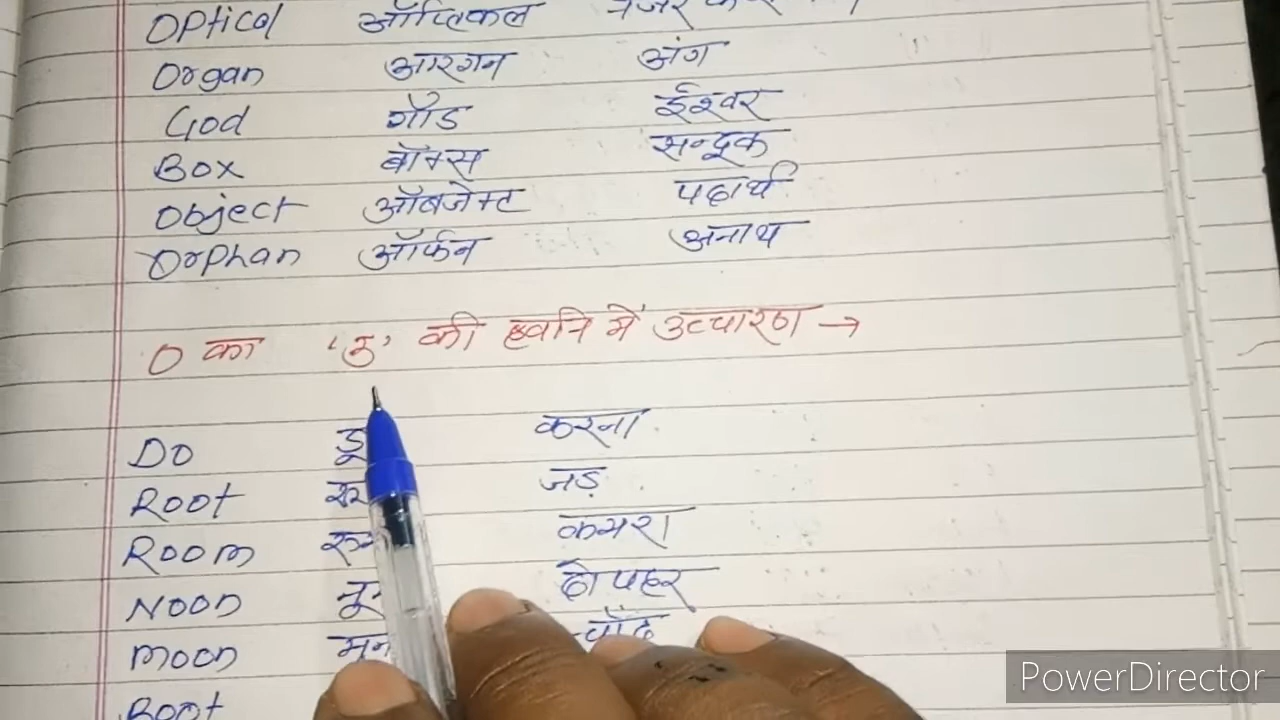 Optical ऑप्टिकल
Organ आरगन अंग
God गॉड ईश्वर
Box बॉक्स सन्दूक
Object ऑबजेक्ट पदार्थ
Orphan ऑर्फन अनाथ
O का 'उ' की ध्वनि में उच्चारण →
Do डू करना
Root जड़
Room कमरा
Noon दोपहर
Moon मून चाँद
Boot
PowerDirector